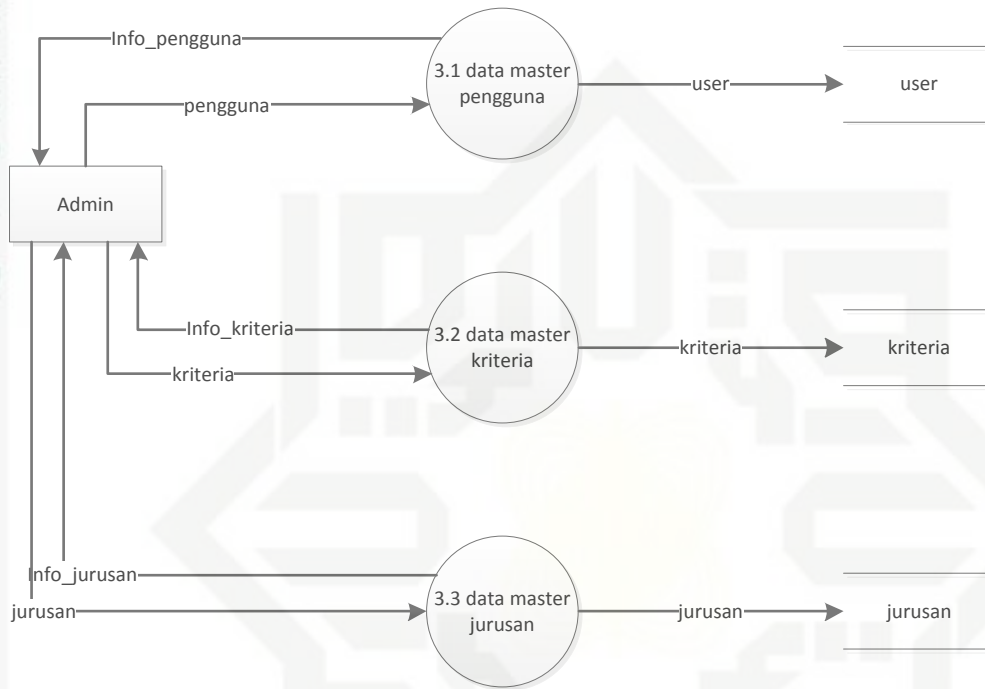 Info_pengguna
3.1 data master
pengguna
user
user
pengguna
Admin
Info_kriteria
3.2 data master
kriteria
kriteria
kriteria
kriteria
Info_jurusan
3.3 data master
jurusan
jurusan
jurusan
jurusan